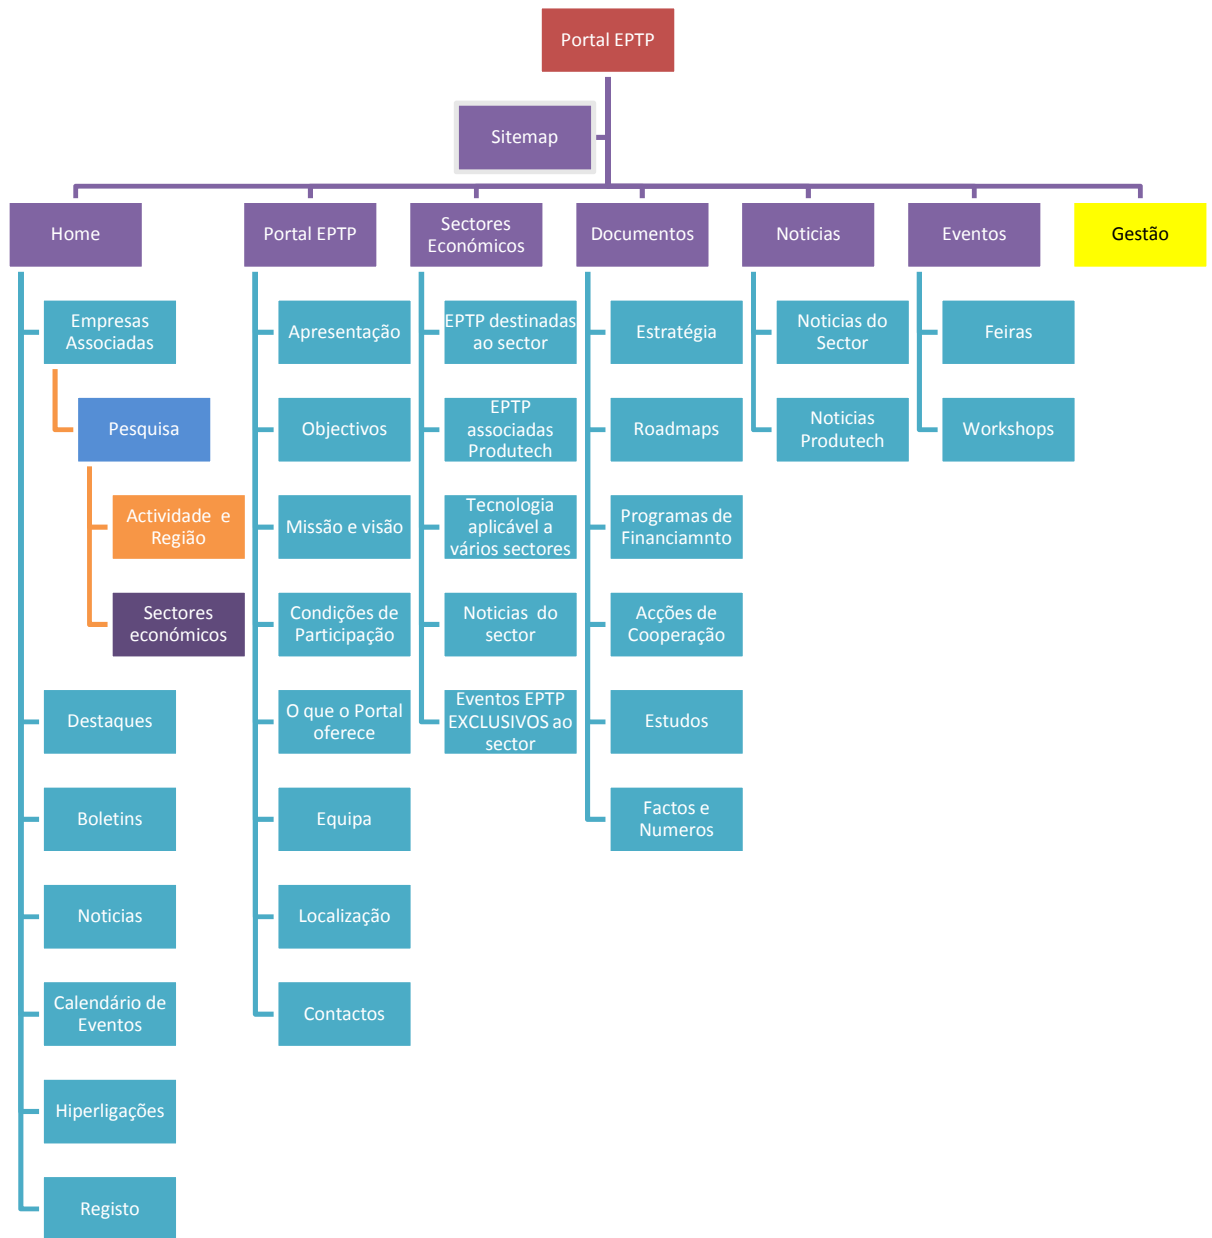 Portal EPTP
Sitemap
Home
Portal EPTP
Sectores
Económicos
Documentos
Noticias
Eventos
Gestão
Empresas
Associadas
Pesquisa
Actividade e
Região
Sectores
económicos
Destaques
Boletins
Noticias
Calendário de
Eventos
Hiperligações
Registo
Apresentação
Objectivos
Missão e visão
Condições de
Participação
O que o Portal
oferece
Equipa
Localização
Contactos
EPTP destinadas
ao sector
EPTP
associadas
Produtech
Tecnologia
aplicável a
vários sectores
Noticias do
sector
Eventos EPTP
EXCLUSIVOS ao
sector
Estratégia
Roadmaps
Programas de
Financiamnto
Acções de
Cooperação
Estudos
Factos e
Numeros
Noticias do
Sector
Noticias
Produtech
Feiras
Workshops